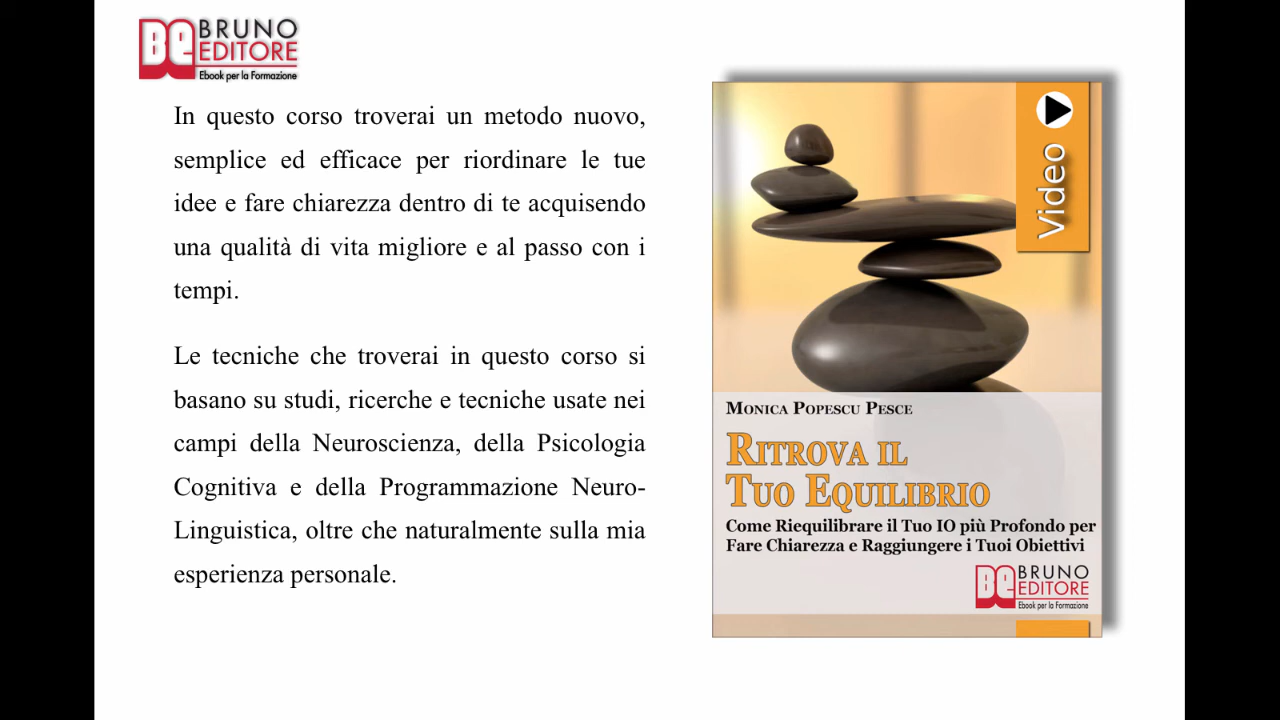 BRUNO
EDITORE
Ebook per la Formazione
In questo corso troverai un metodo nuovo,
semplice ed efficace per riordinare le tue
idee e fare chiarezza dentro di te acquisendo
una qualità di vita migliore e al passo con i
tempi.
Le tecniche che troverai in questo corso si
basano su studi, ricerche e tecniche usate nei
campi della Neuroscienza, della Psicologia
Cognitiva e della Programmazione Neuro-
Linguistica, oltre che naturalmente sulla mia
esperienza personale.
Video
MONICA POPESCU PESCE
RITROVA IL
TUO EQUILIBRIO
Come Riequilibrare il Tuo IO più Profondo per
Fare Chiarezza e Raggiungere i Tuoi Obiettivi
BRUNO
EDITORE
Ebook per la Formazione